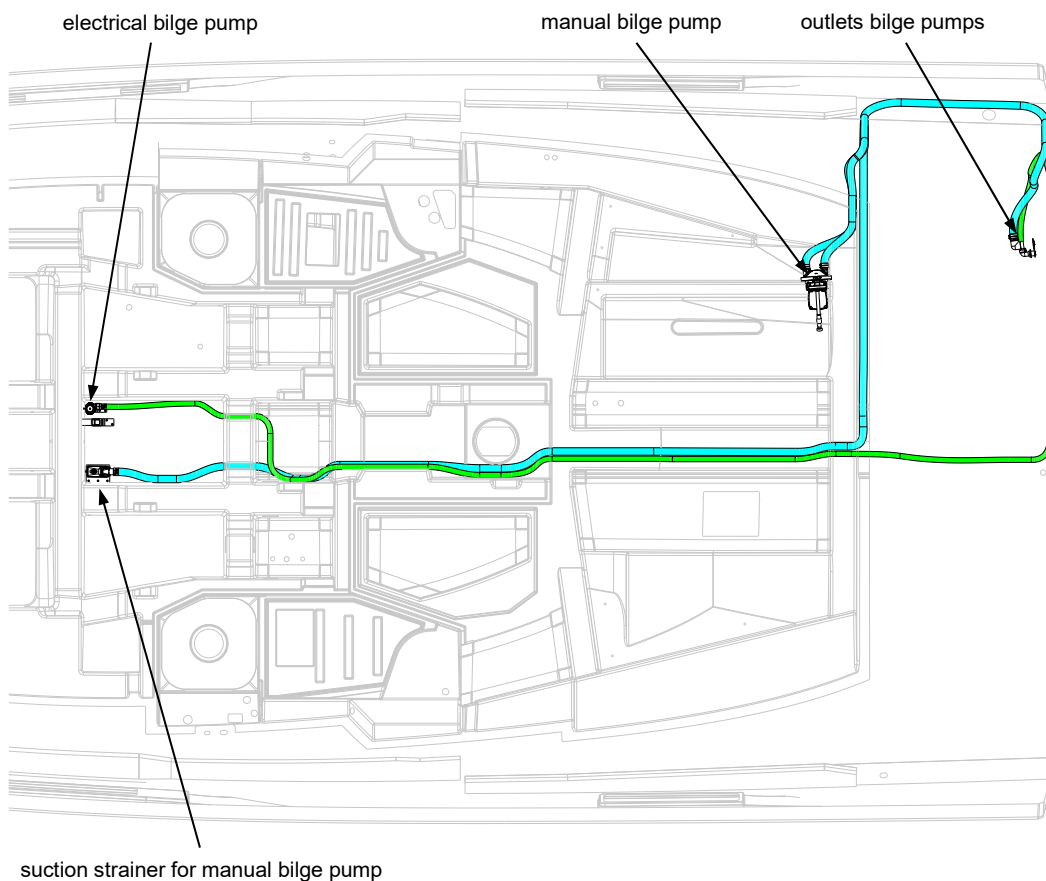 electrical bilge pump
manual bilge pump
outlets bilge pumps
suction strainer for manual bilge pump